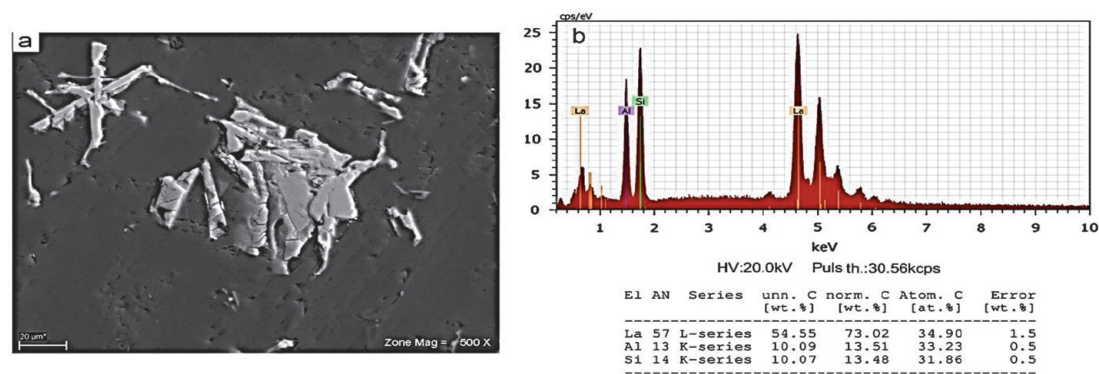 a
20 µm*
Zone Mag = 500 X
cps/eV
b
25
20
15
10
5
0
La
Al
Si
La
1 2 3 4 5 6 7 8 9 10
keV
HV:20.0kV Puls th.:30.56kcps
El AN Series unn. C norm. C Atom. C Error
[wt.%] [wt.%] [at.%] [wt.%]
La 57 L-series 54.55 73.02 34.90 1.5
Al 13 K-series 10.09 13.51 33.23 0.5
Si 14 K-series 10.07 13.48 31.86 0.5